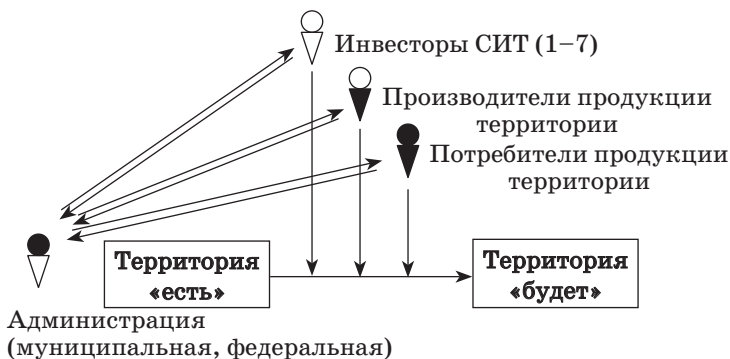 Инвесторы СИТ (1–7)
Производители продукции
территории
Потребители продукции
территории
Территория
«есть»
Территория
«будет»
Администрация
(муниципальная, федеральная)